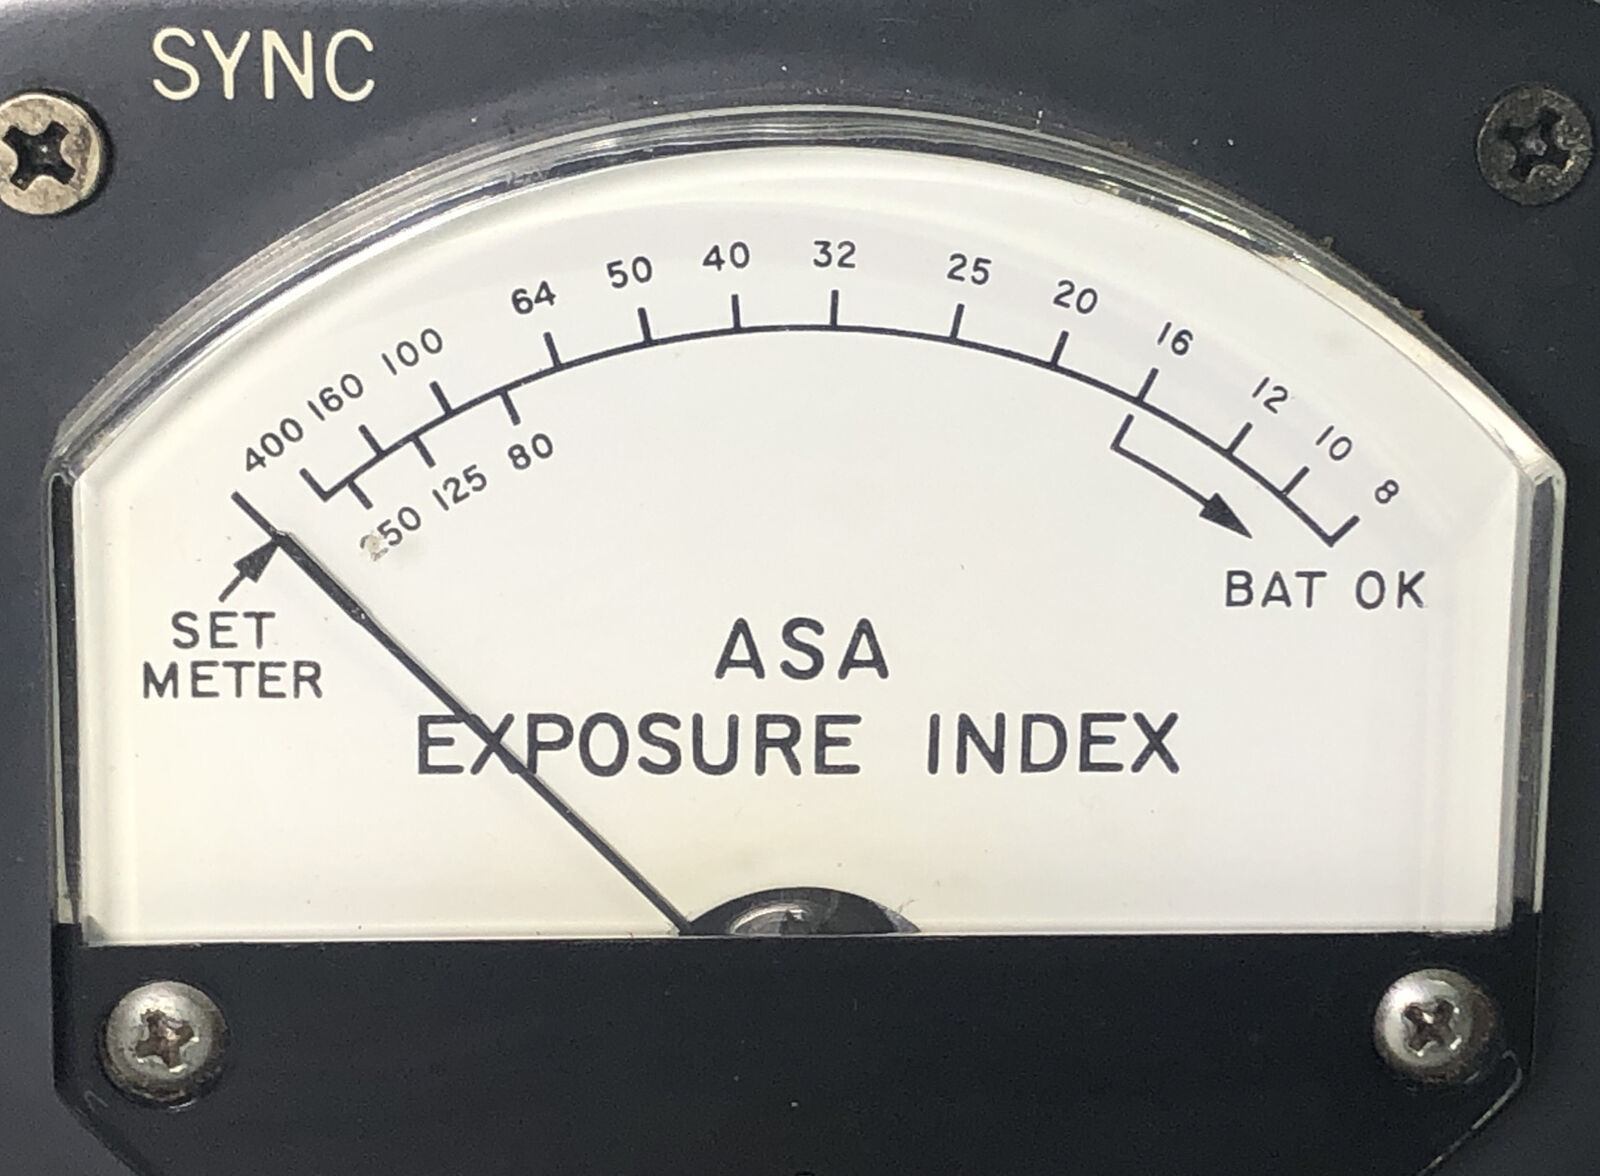 SYNC
400 160 100 64 50 40 32 25 20 16 12 10 8
250 125 80
SET
METER
BAT OK
ASA
EXPOSURE INDEX